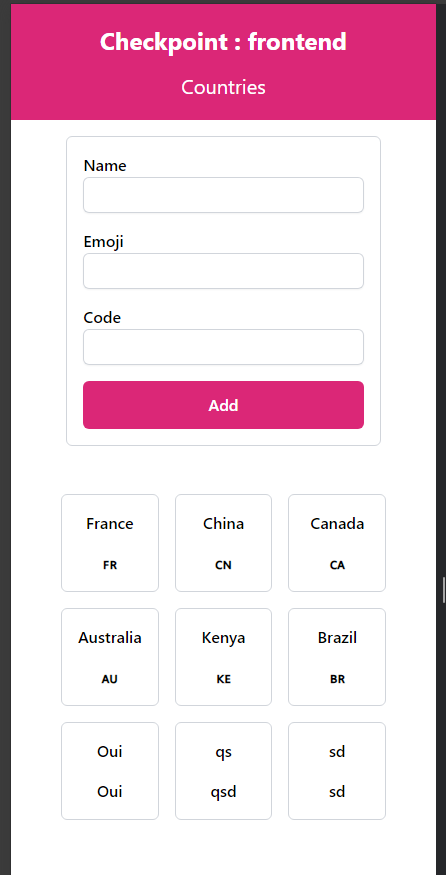 Checkpoint : frontend
Countries
Name
Emoji
Code
Add
France China Canada
FR CN CA
Australia Kenya Brazil
AU KE BR
Oui qs sd
Oui qsd sd